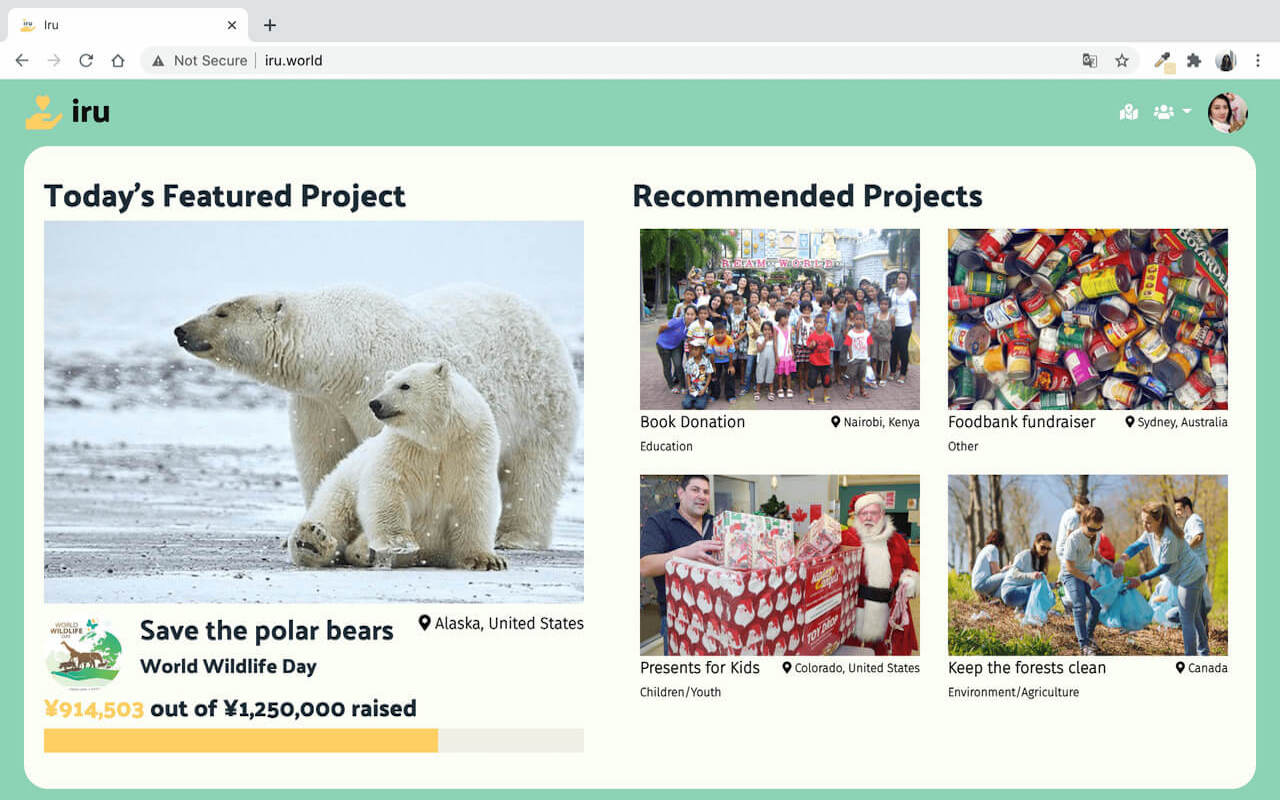 Iru
Not Secure
iru.world
iru
Today's Featured Project
Recommended Projects
Book Donation
Nairobi, Kenya
Education
Foodbank fundraiser
Sydney, Australia
Other
BOYARDEE
TOY DROP
Presents for Kids
Colorado, United States
Children/Youth
Keep the forests clean
Canada
Environment/Agriculture
WORLD
WILDLIFE
DAY
Save the polar bears
Alaska, United States
World Wildlife Day
¥914,503 out of ¥1,250,000 raised